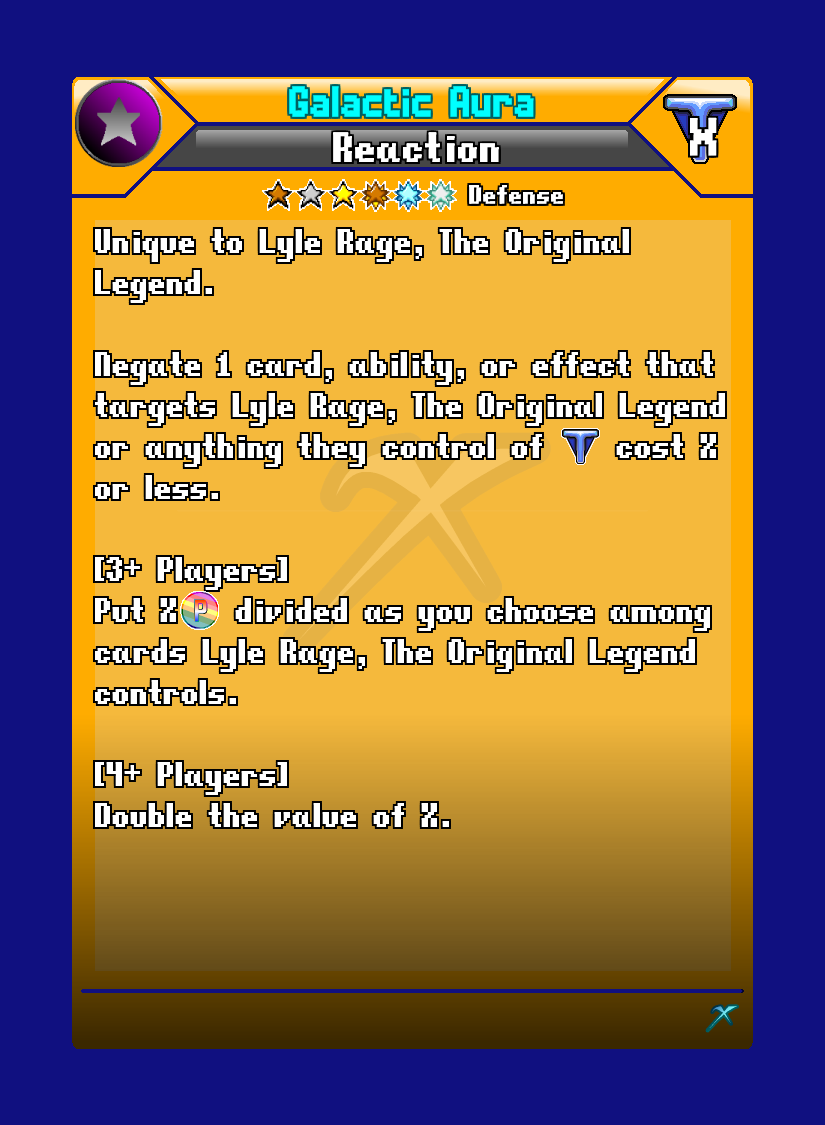 Galactic Aura
T
X
Reaction
Defense
Unique to Lyle Rage, The Original
Legend.
Negate 1 card, ability, or effect that
targets Lyle Rage, The Original Legend
or anything they control of T cost X
or less.
[3+ Players]
Put X P divided as you choose among
cards Lyle Rage, The Original Legend
controls.
[4+ Players]
Double the value of X.